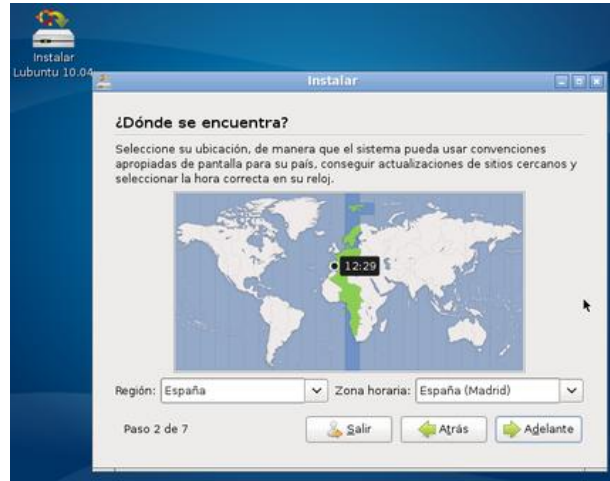 Instalar
Lubuntu 10.04
Instalar
¿Dónde se encuentra?
Seleccione su ubicación, de manera que el sistema pueda usar convenciones
apropiadas de pantalla para su país, conseguir actualizaciones de sitios cercanos y
seleccionar la hora correcta en su reloj.
12:29
Región: España Zona horaria: España (Madrid)
Paso 2 de 7 Salir Atrás Adelante